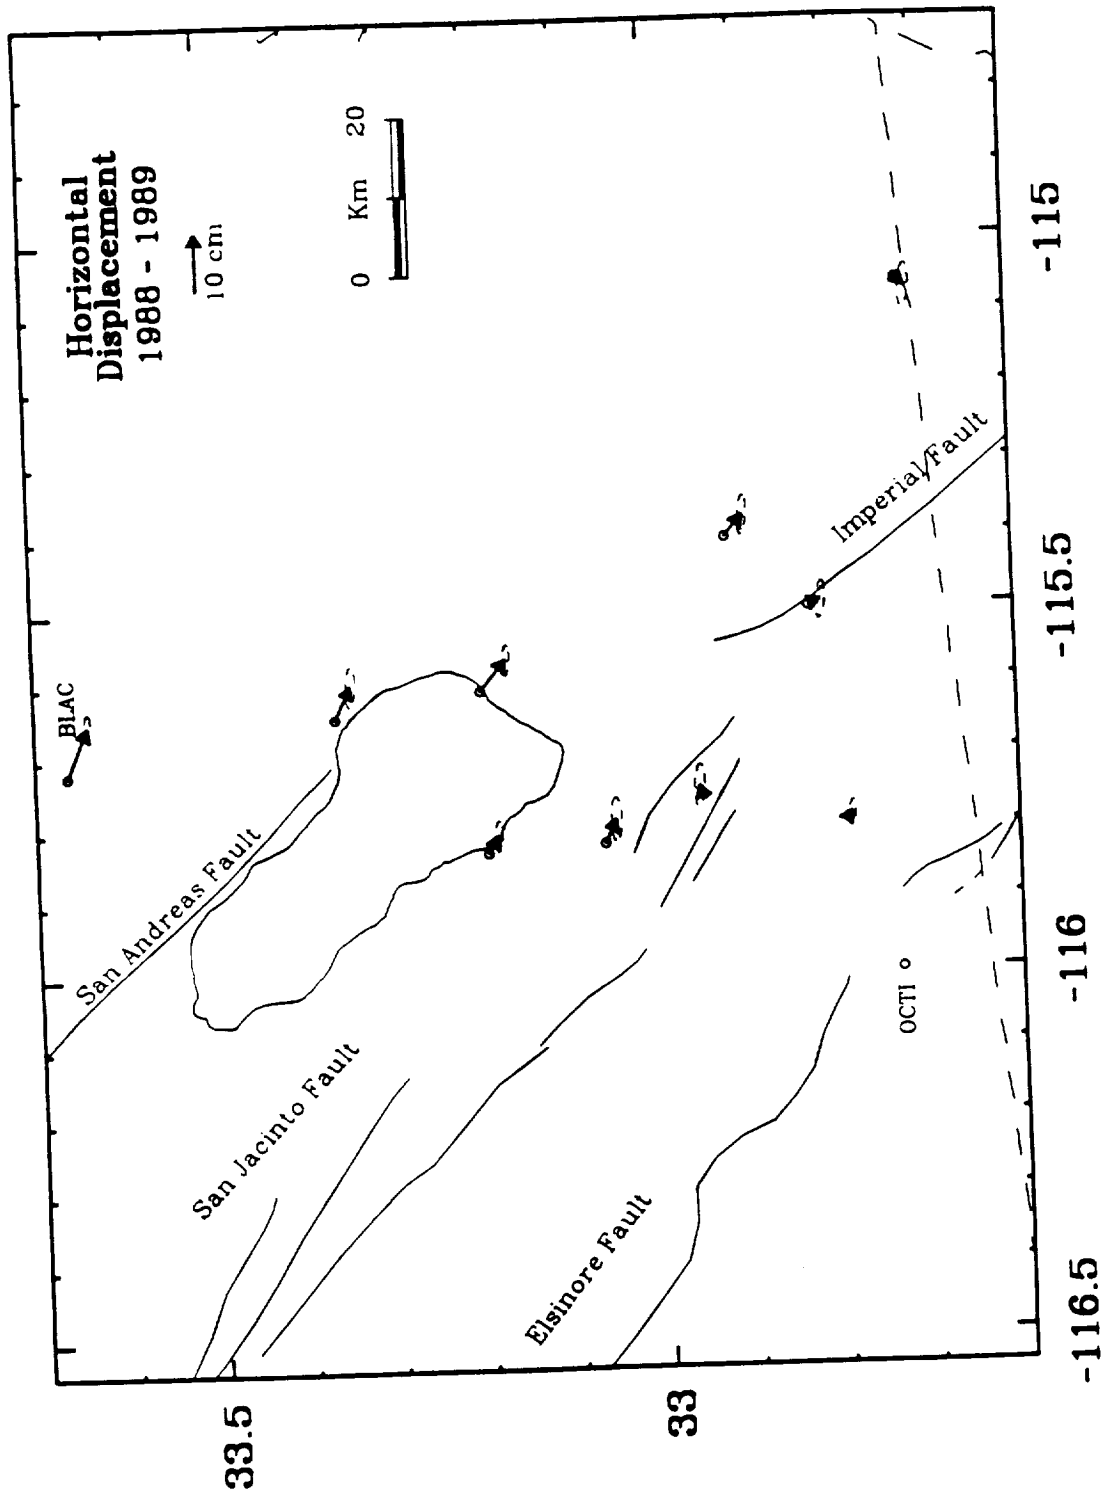 Horizontal
Displacement
1988 - 1989
10 cm
0 Km 20
BLAC
San Andreas Fault
San Jacinto Fault
Elsinore Fault
Imperial Fault
OCTI
33.5
33
-116.5
-116
-115.5
-115